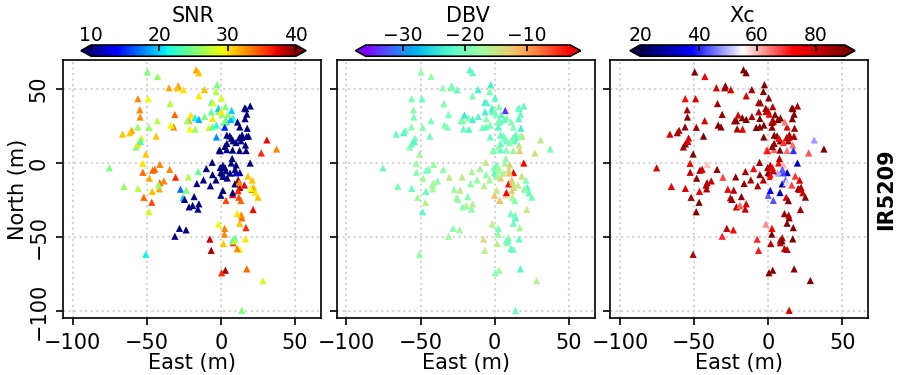 SNR DBV Xc
10 20 30 40 −30 −20 −10 20 40 60 80
50
0
−50
−100
North (m)
IR5209
−100 −50 0 50 −100 −50 0 50 −100 −50 0 50
East (m) East (m) East (m)